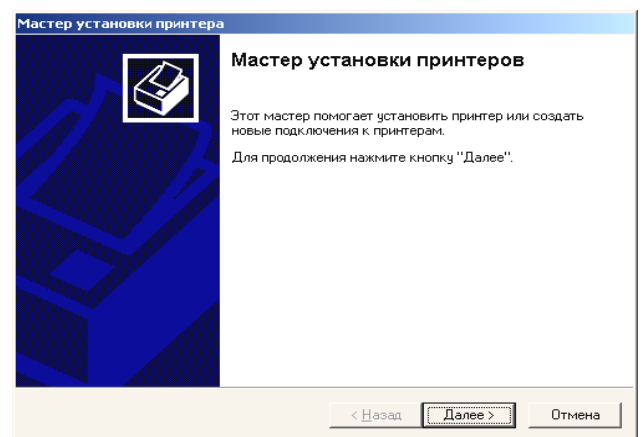 Мастер установки принтера
Мастер установки принтеров
Этот мастер помогает установить принтер или создать
новые подключения к принтерам.
Для продолжения нажмите кнопку "Далее".
< Назад Далее > Отмена